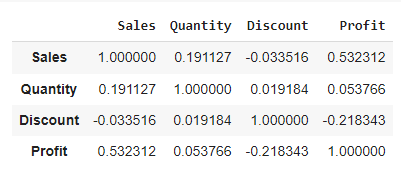 Sales Quantity Discount Profit
Sales 1.000000 0.191127 -0.033516 0.532312
Quantity 0.191127 1.000000 0.019184 0.053766
Discount -0.033516 0.019184 1.000000 -0.218343
Profit 0.532312 0.053766 -0.218343 1.000000